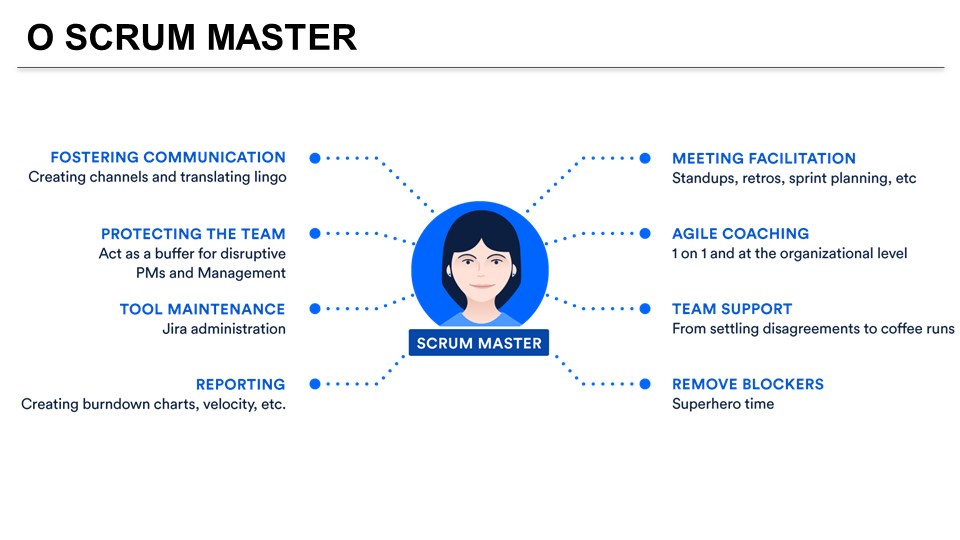 O SCRUM MASTER
FOSTERING COMMUNICATION
Creating channels and translating lingo
PROTECTING THE TEAM
Act as a buffer for disruptive
PMs and Management
TOOL MAINTENANCE
Jira administration
REPORTING
Creating burndown charts, velocity, etc.
SCRUM MASTER
MEETING FACILITATION
Standups, retros, sprint planning, etc
AGILE COACHING
1 on 1 and at the organizational level
TEAM SUPPORT
From settling disagreements to coffee runs
REMOVE BLOCKERS
Superhero time